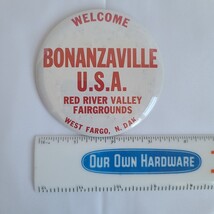 WELCOME
BONANZAVILLE
U.S.A.
RED RIVER VALLEY
FAIRGROUNDS
WEST FARGO, N. DAK.
OUR OWN HARDWARE